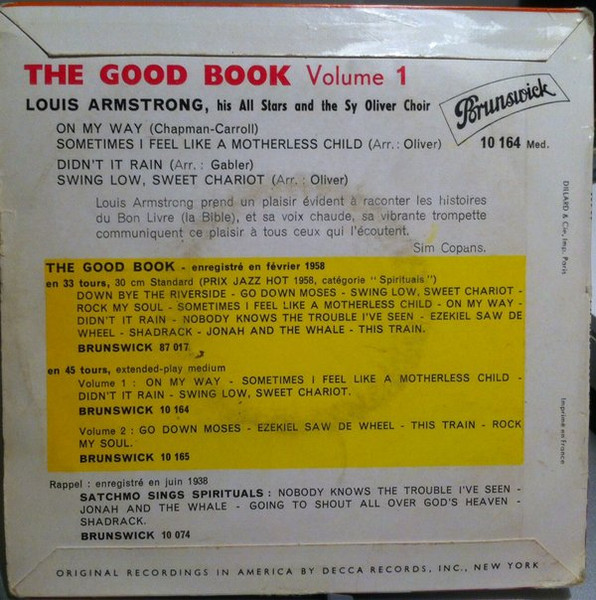 THE GOOD BOOK Volume 1
LOUIS ARMSTRONG, his All Stars and the Sy Oliver Choir
Brunswick
10 164 Med.
ON MY WAY (Chapman-Carroll)
SOMETIMES I FEEL LIKE A MOTHERLESS CHILD (Arr. : Oliver)
DIDN'T IT RAIN (Arr. : Gabler)
SWING LOW, SWEET CHARIOT (Arr. : Oliver)
Louis Armstrong prend un plaisir évident à raconter les histoires
du Bon Livre (la Bible), et sa voix chaude, sa vibrante trompette
communiquent ce plaisir à tous ceux qui l'écoutent.
Sim Copans.
THE GOOD BOOK - enregistré en février 1958
en 33 tours, 30 cm Standard (PRIX JAZZ HOT 1958, catégorie "Spirituals")
DOWN BYE THE RIVERSIDE - GO DOWN MOSES - SWING LOW, SWEET CHARIOT -
ROCK MY SOUL - SOMETIMES I FEEL LIKE A MOTHERLESS CHILD - ON MY WAY -
DIDN'T IT RAIN - NOBODY KNOWS THE TROUBLE I'VE SEEN - EZEKIEL SAW DE
WHEEL - SHADRACK - JONAH AND THE WHALE - THIS TRAIN.
BRUNSWICK 87 017
en 45 tours, extended-play medium
Volume 1 : ON MY WAY - SOMETIMES I FEEL LIKE A MOTHERLESS CHILD -
DIDN'T IT RAIN - SWING LOW, SWEET CHARIOT.
BRUNSWICK 10 164
Volume 2 : GO DOWN MOSES - EZEKIEL SAW DE WHEEL - THIS TRAIN - ROCK
MY SOUL.
BRUNSWICK 10 165
Rappel : enregistré en juin 1938
SATCHMO SINGS SPIRITUALS : NOBODY KNOWS THE TROUBLE I'VE SEEN -
JONAH AND THE WHALE - GOING TO SHOUT ALL OVER GOD'S HEAVEN -
SHADRACK.
BRUNSWICK 10 074
ORIGINAL RECORDINGS IN AMERICA BY DECCA RECORDS, INC., NEW YORK
DILLARD & Cie, Imp. Paris
Imprimé en France